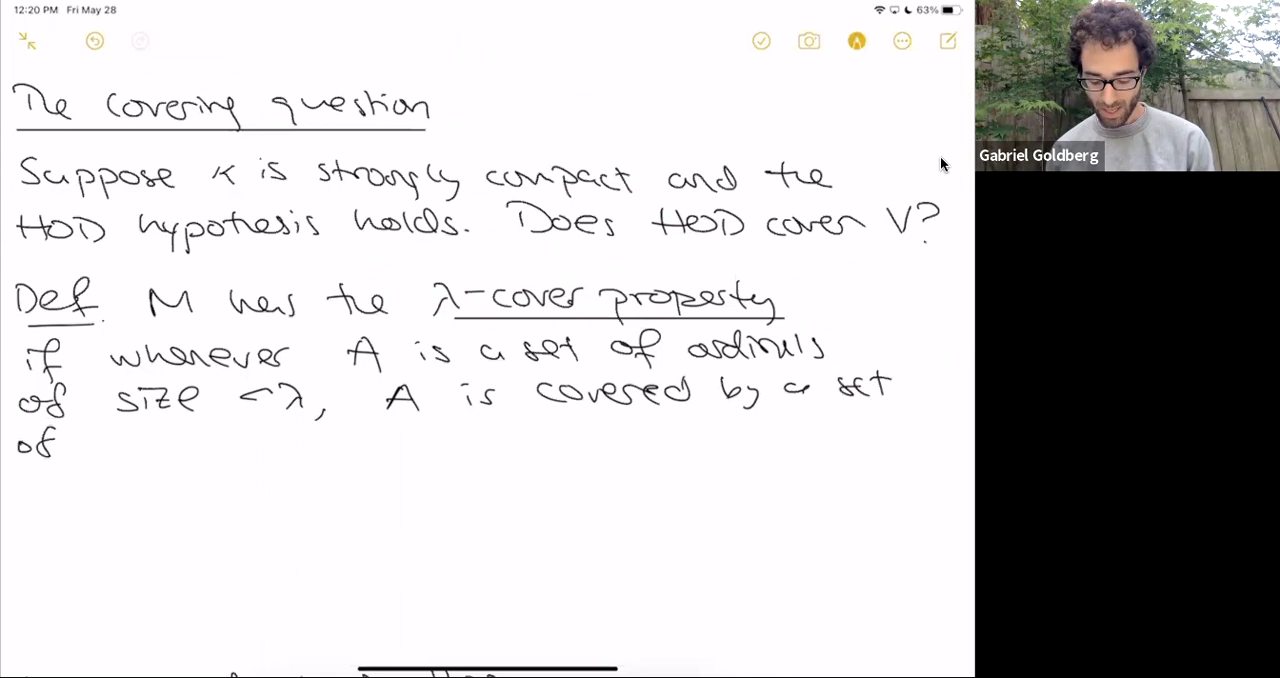 12:20 PM Fri May 28
63%
The covering question
Suppose κ is strongly compact and the
HOD hypothesis holds. Does HOD cover V?
Def. M has the λ-cover property
if whenever A is a set of ordinals
of size <λ, A is covered by a set
of
Gabriel Goldberg